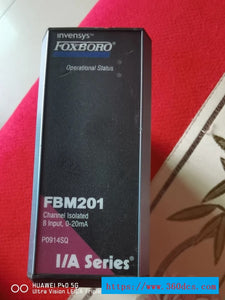 invensys
FOXBORO
Operational Status
FBM201
Channel Isolated
8 Input, 0-20mA
P0914SQ
I/A Series
HUAWEI P40 5G
Ultra Vision LEICA Triple
https://www.380dcs.com